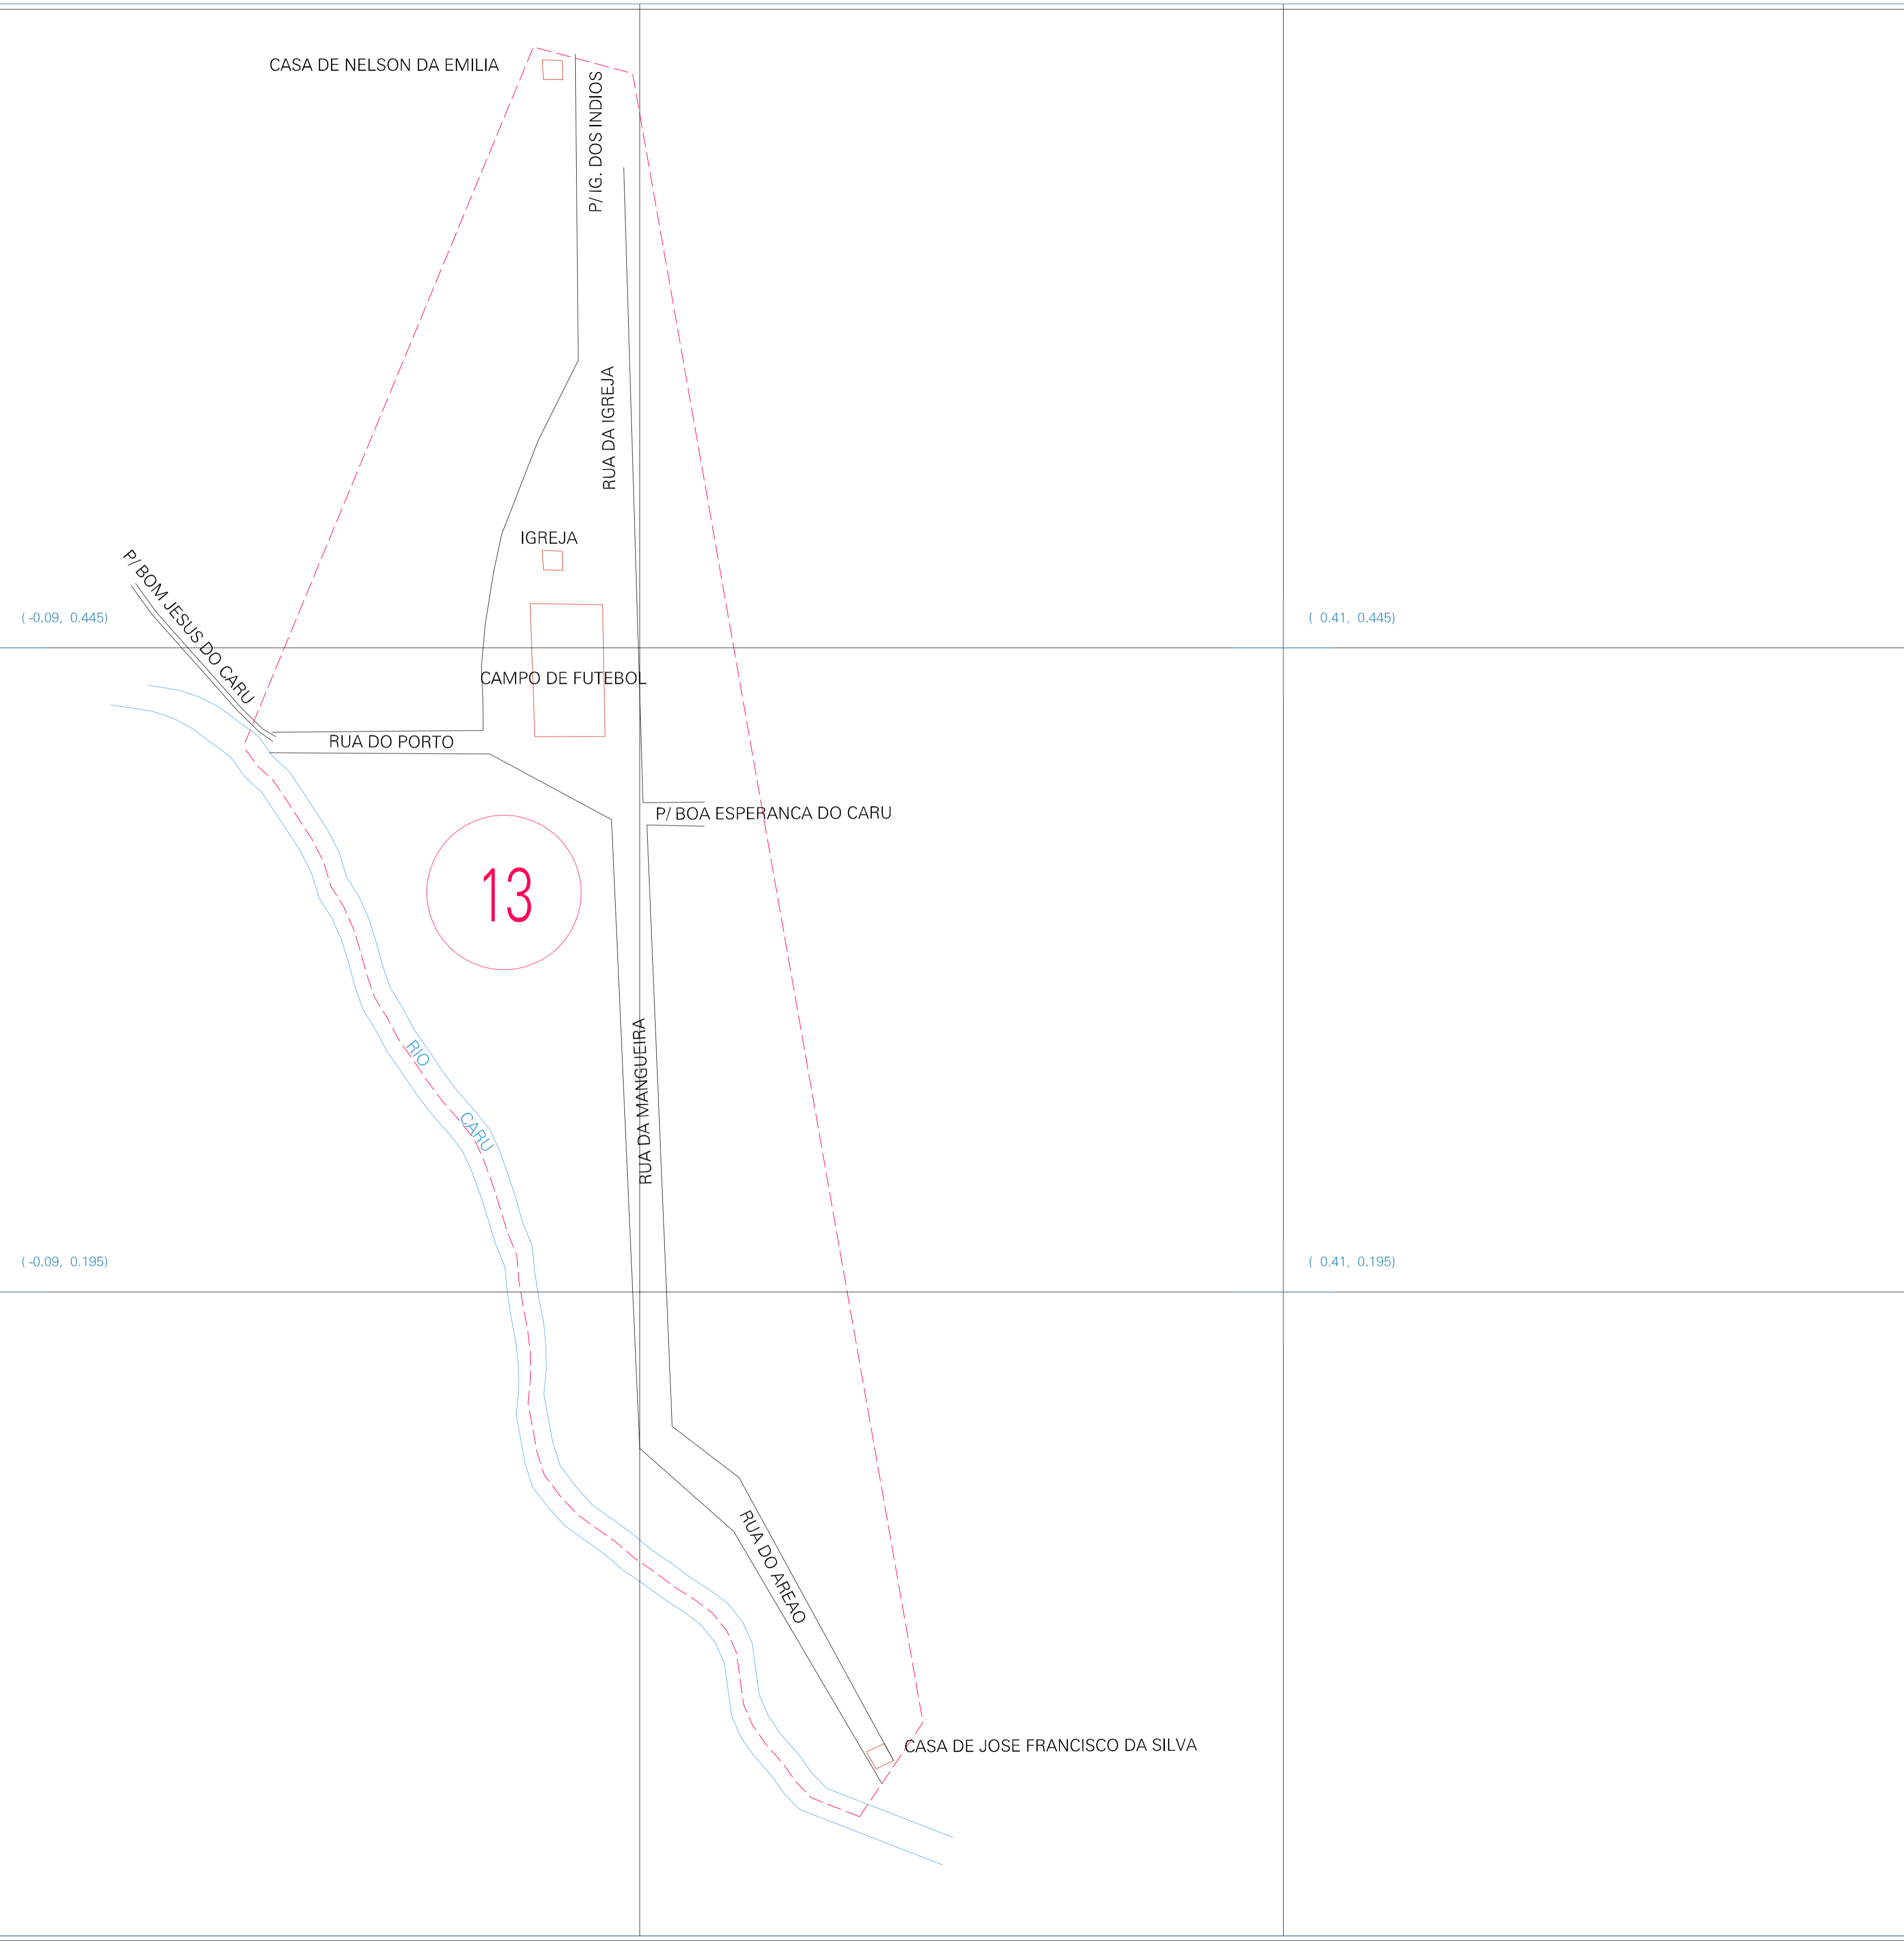 CASA DE NELSON DA EMILIA
P/ IG. DOS INDIOS
RUA DA IGREJA
IGREJA
P/ BOM JESUS DO CARU
( -0.09, 0.445)
( 0.41, 0.445)
CAMPO DE FUTEBOL
RUA DO PORTO
P/ BOA ESPERANCA DO CARU
13
RIO CARU
RUA DA MANGUEIRA
( -0.09, 0.195)
( 0.41, 0.195)
RUA DO AREAO
CASA DE JOSE FRANCISCO DA SILVA